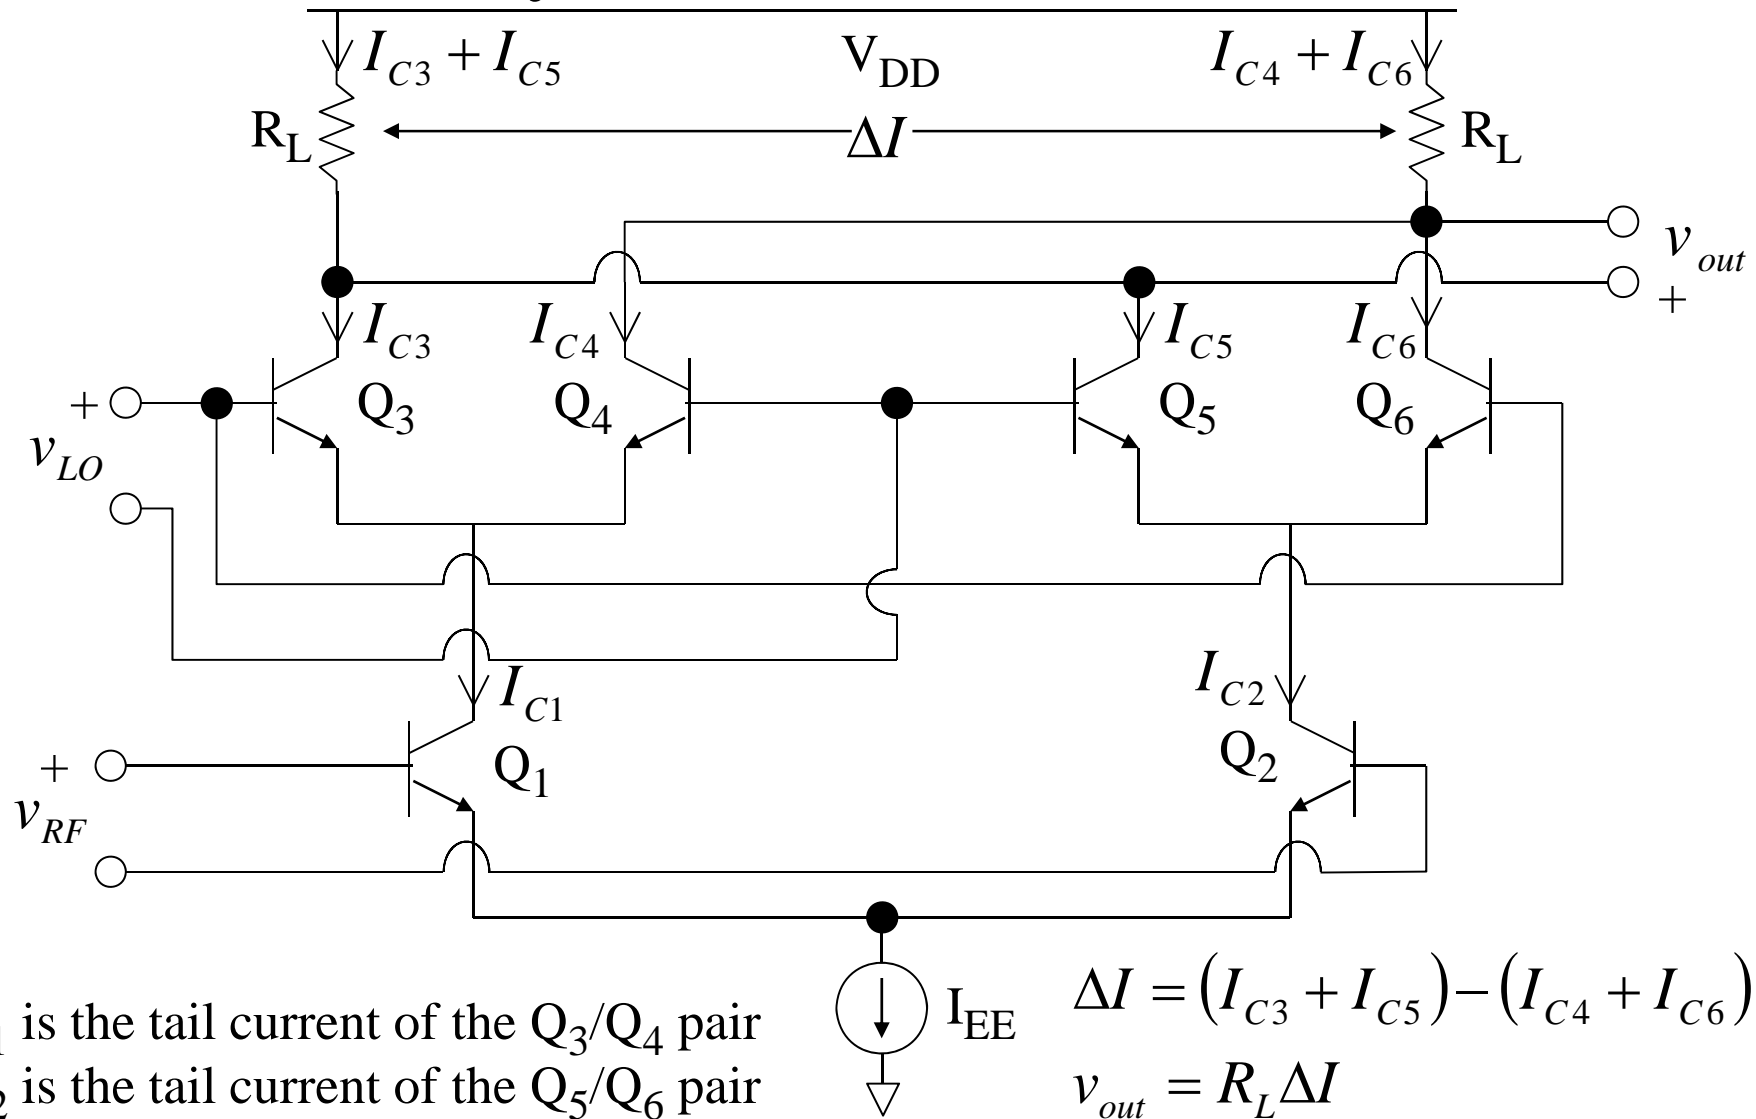 I_C3 + I_C5
V_DD
I_C4 + I_C6
R_L
ΔI
R_L
v_out
+
I_C3
I_C4
I_C5
I_C6
+
Q_3
Q_4
Q_5
Q_6
v_LO
I_C1
I_C2
+
Q_1
Q_2
v_RF
I_EE
ΔI = (I_C3 + I_C5) − (I_C4 + I_C6)
1 is the tail current of the Q_3/Q_4 pair
2 is the tail current of the Q_5/Q_6 pair
v_out = R_L ΔI